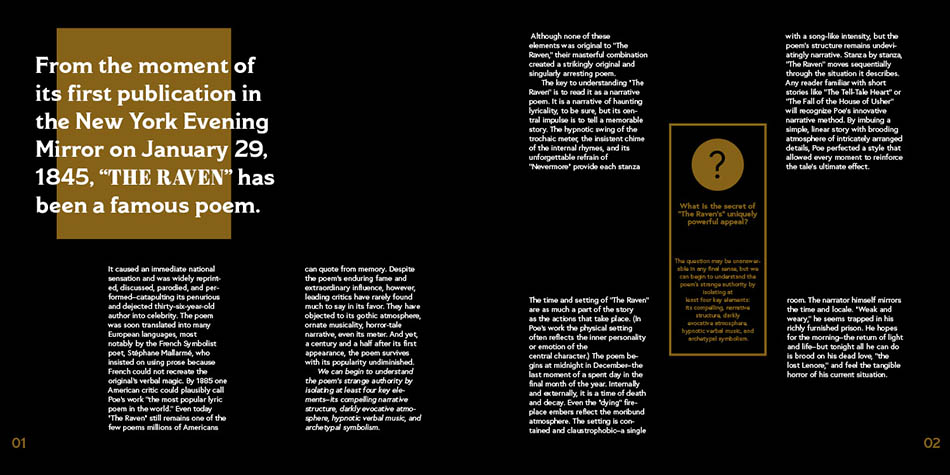 From the moment of
its first publication in
the New York Evening
Mirror on January 29,
1845, “THE RAVEN” has
been a famous poem.
It caused an immediate national
sensation and was widely reprint-
ed, discussed, parodied, and per-
formed–catapulting its penurious
and dejected thirty-six-year-old
author into celebrity. The poem
was soon translated into many
European languages, most
notably by the French Symbolist
poet, Stéphane Mallarmé, who
insisted on using prose because
French could not recreate the
original's verbal magic. By 1885 one
American critic could plausibly call
Poe's work "the most popular lyric
poem in the world." Even today
"The Raven" still remains one of the
few poems millions of Americans
can quote from memory. Despite
the poem's enduring fame and
extraordinary influence, however,
leading critics have rarely found
much to say in its favor. They have
objected to its gothic atmosphere,
ornate musicality, horror-tale
narrative, even its meter. And yet,
a century and a half after its first
appearance, the poem survives
with its popularity undiminished.
We can begin to understand
the poem's strange authority by
isolating at least four key ele-
ments–its compelling narrative
structure, darkly evocative atmo-
sphere, hypnotic verbal music, and
archetypal symbolism.
01
Although none of these
elements was original to "The
Raven," their masterful combination
created a strikingly original and
singularly arresting poem.
The key to understanding "The
Raven" is to read it as a narrative
poem. It is a narrative of haunting
lyricality, to be sure, but its cen-
tral impulse is to tell a memorable
story. The hypnotic swing of the
trochaic meter, the insistent chime
of the internal rhymes, and its
unforgettable refrain of
"Nevermore" provide each stanza
with a song-like intensity, but the
poem's structure remains undevi-
atingly narrative. Stanza by stanza,
"The Raven" moves sequentially
through the situation it describes.
Any reader familiar with short
stories like "The Tell-Tale Heart" or
"The Fall of the House of Usher"
will recognize Poe's innovative
narrative method. By imbuing a
simple, linear story with brooding
atmosphere of intricately arranged
details, Poe perfected a style that
allowed every moment to reinforce
the tale's ultimate effect.
?
What is the secret of
"The Raven's" uniquely
powerful appeal?
The question may be unanswer-
able in any final sense, but we
can begin to understand the
poem's strange authority by
isolating at
least four key elements:
its compelling, narrative
structure, darkly
evocative atmosphere,
hypnotic verbal music, and
archetypal symbolism.
The time and setting of "The Raven"
are as much a part of the story
as the actions that take place. (In
Poe's work the physical setting
often reflects the inner personality
or emotion of the
central character.) The poem be-
gins at midnight in December–the
last moment of a spent day in the
final month of the year. Internally
and externally, it is a time of death
and decay. Even the "dying" fire-
place embers reflect the moribund
atmosphere. The setting is con-
tained and claustrophobic–a single
room. The narrator himself mirrors
the time and locale. "Weak and
weary," he seems trapped in his
richly furnished prison. He hopes
for the morning–the return of light
and life–but tonight all he can do
is brood on his dead love, "the
lost Lenore," and feel the tangible
horror of his current situation.
02